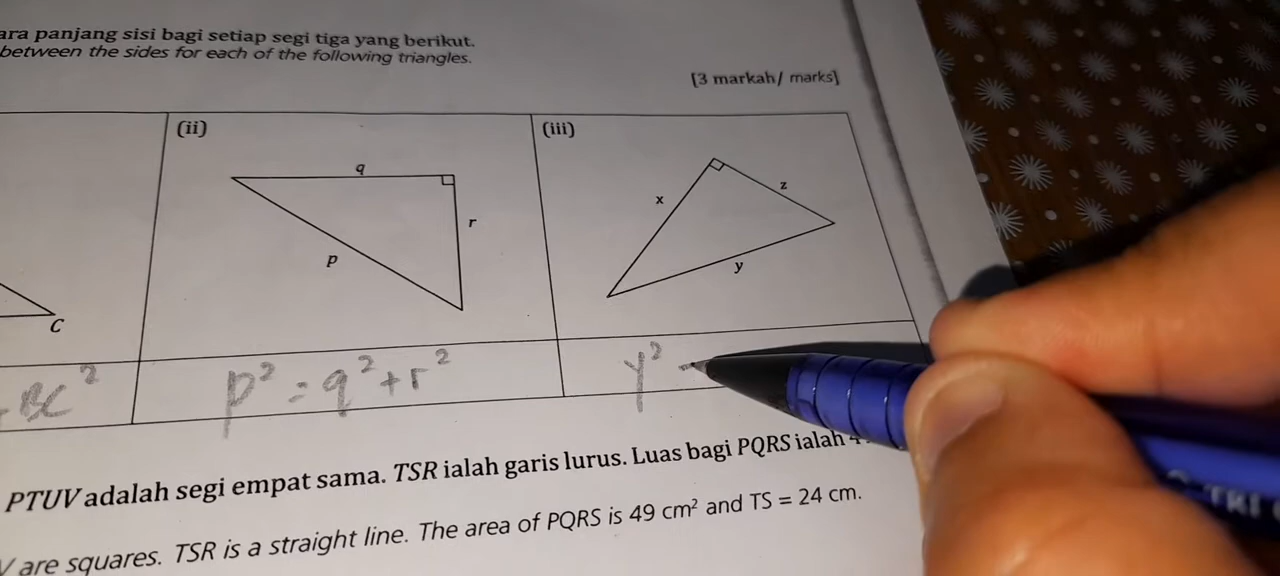 ara panjang sisi bagi setiap segi tiga yang berikut.
between the sides for each of the following triangles.
[3 markah/ marks]
(ii)
(iii)
q
r
p
x
z
y
C
BC²
p² = q² + r²
y²
PTUV adalah segi empat sama. TSR ialah garis lurus. Luas bagi PQRS ialah
V are squares. TSR is a straight line. The area of PQRS is 49 cm² and TS = 24 cm.